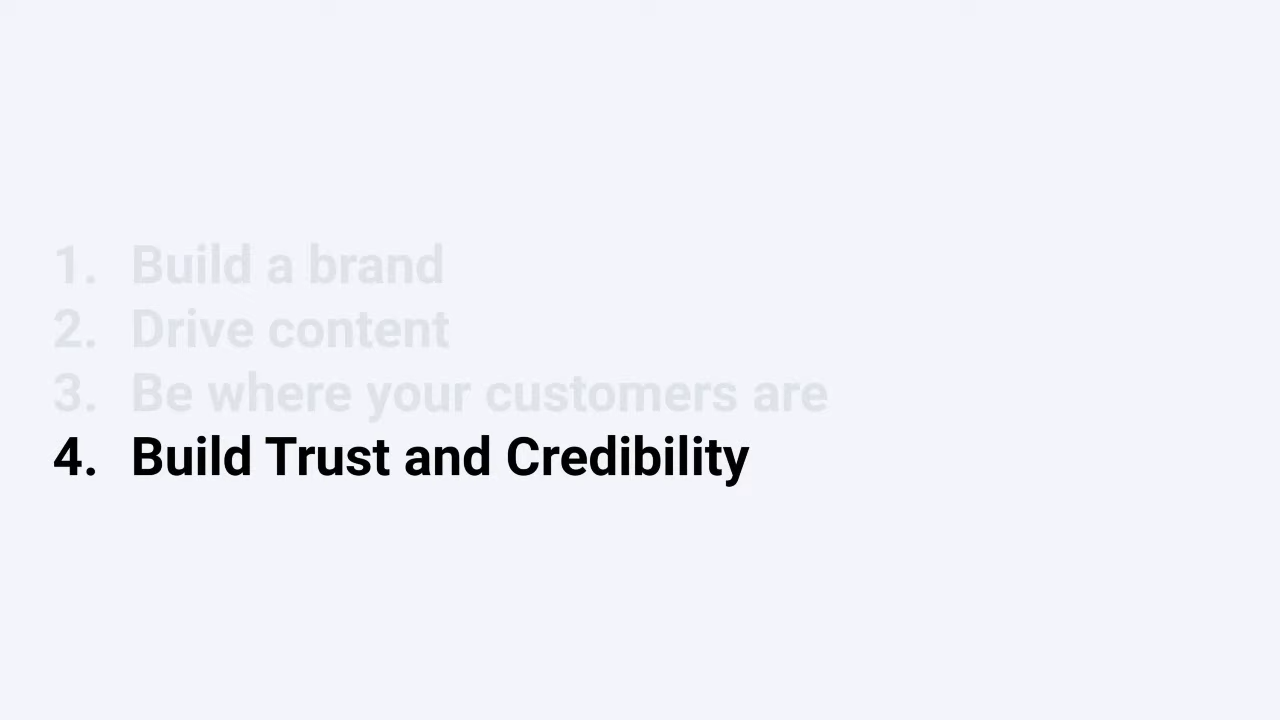 1. Build a brand
2. Drive content
3. Be where your customers are
4. Build Trust and Credibility